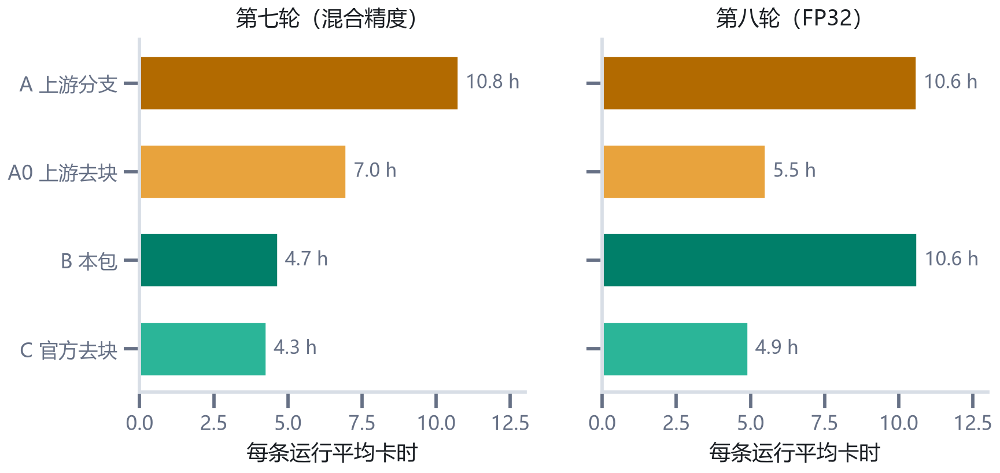 第七轮（混合精度）
A 上游分支
10.8 h
A0 上游去块
7.0 h
B 本包
4.7 h
C 官方去块
4.3 h
0.0 2.5 5.0 7.5 10.0 12.5
每条运行平均卡时
第八轮（FP32）
10.6 h
5.5 h
10.6 h
4.9 h
0.0 2.5 5.0 7.5 10.0 12.5
每条运行平均卡时